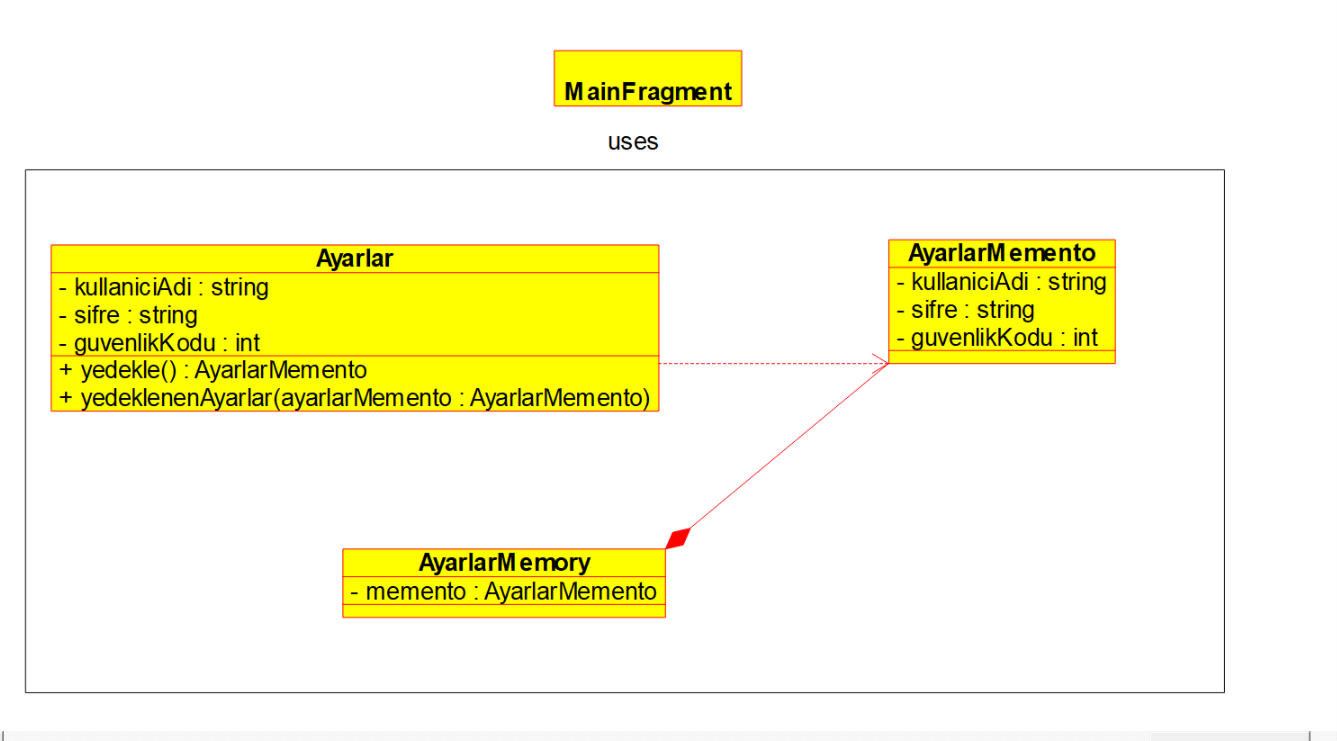 MainFragment
uses
Ayarlar
- kullaniciAdi : string
- sifre : string
- guvenlikKodu : int
+ yedekle() : AyarlarMemento
+ yedeklenenAyarlar(ayarlarMemento : AyarlarMemento)
AyarlarMemento
- kullaniciAdi : string
- sifre : string
- guvenlikKodu : int
AyarlarMemory
- memento : AyarlarMemento